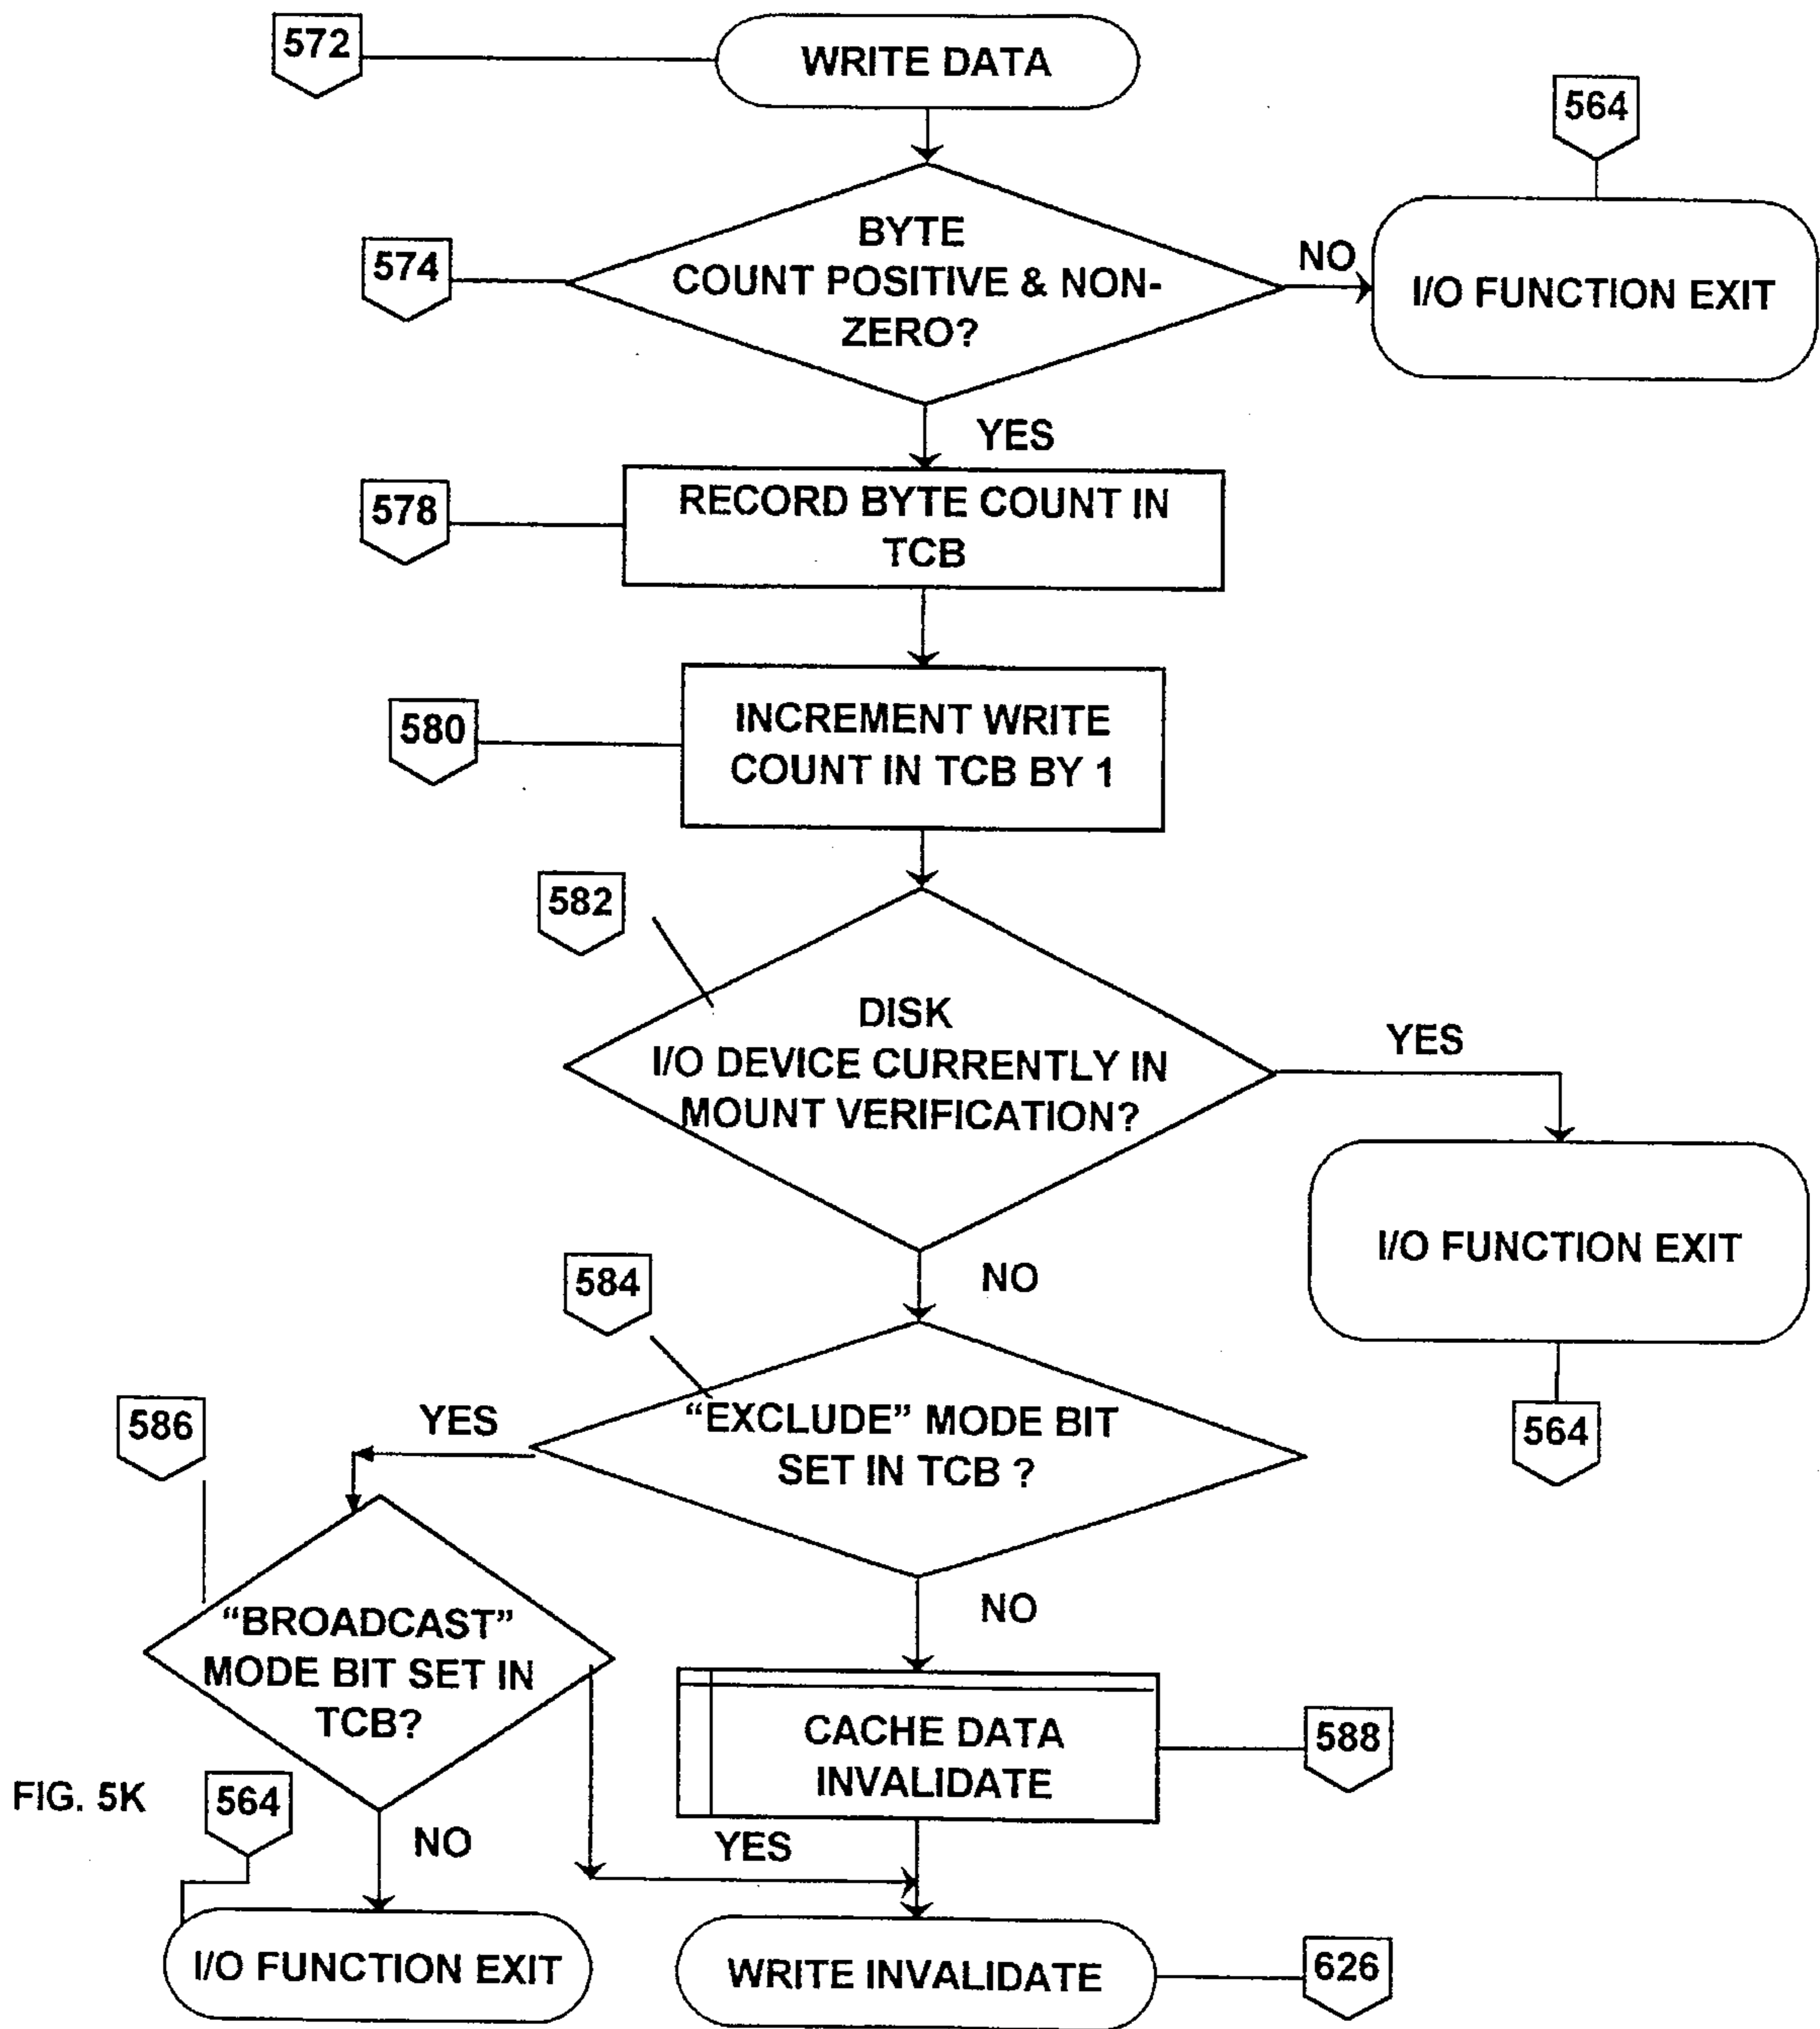 572
WRITE DATA
564
BYTE
COUNT POSITIVE & NON-
ZERO?
574
NO
I/O FUNCTION EXIT
YES
578
RECORD BYTE COUNT IN
TCB
580
INCREMENT WRITE
COUNT IN TCB BY 1
582
DISK
I/O DEVICE CURRENTLY IN
MOUNT VERIFICATION?
YES
I/O FUNCTION EXIT
564
NO
584
"EXCLUDE" MODE BIT
SET IN TCB ?
YES
586
"BROADCAST"
MODE BIT SET IN
TCB?
NO
CACHE DATA
INVALIDATE
588
FIG. 5K
564
NO
YES
I/O FUNCTION EXIT
WRITE INVALIDATE
626